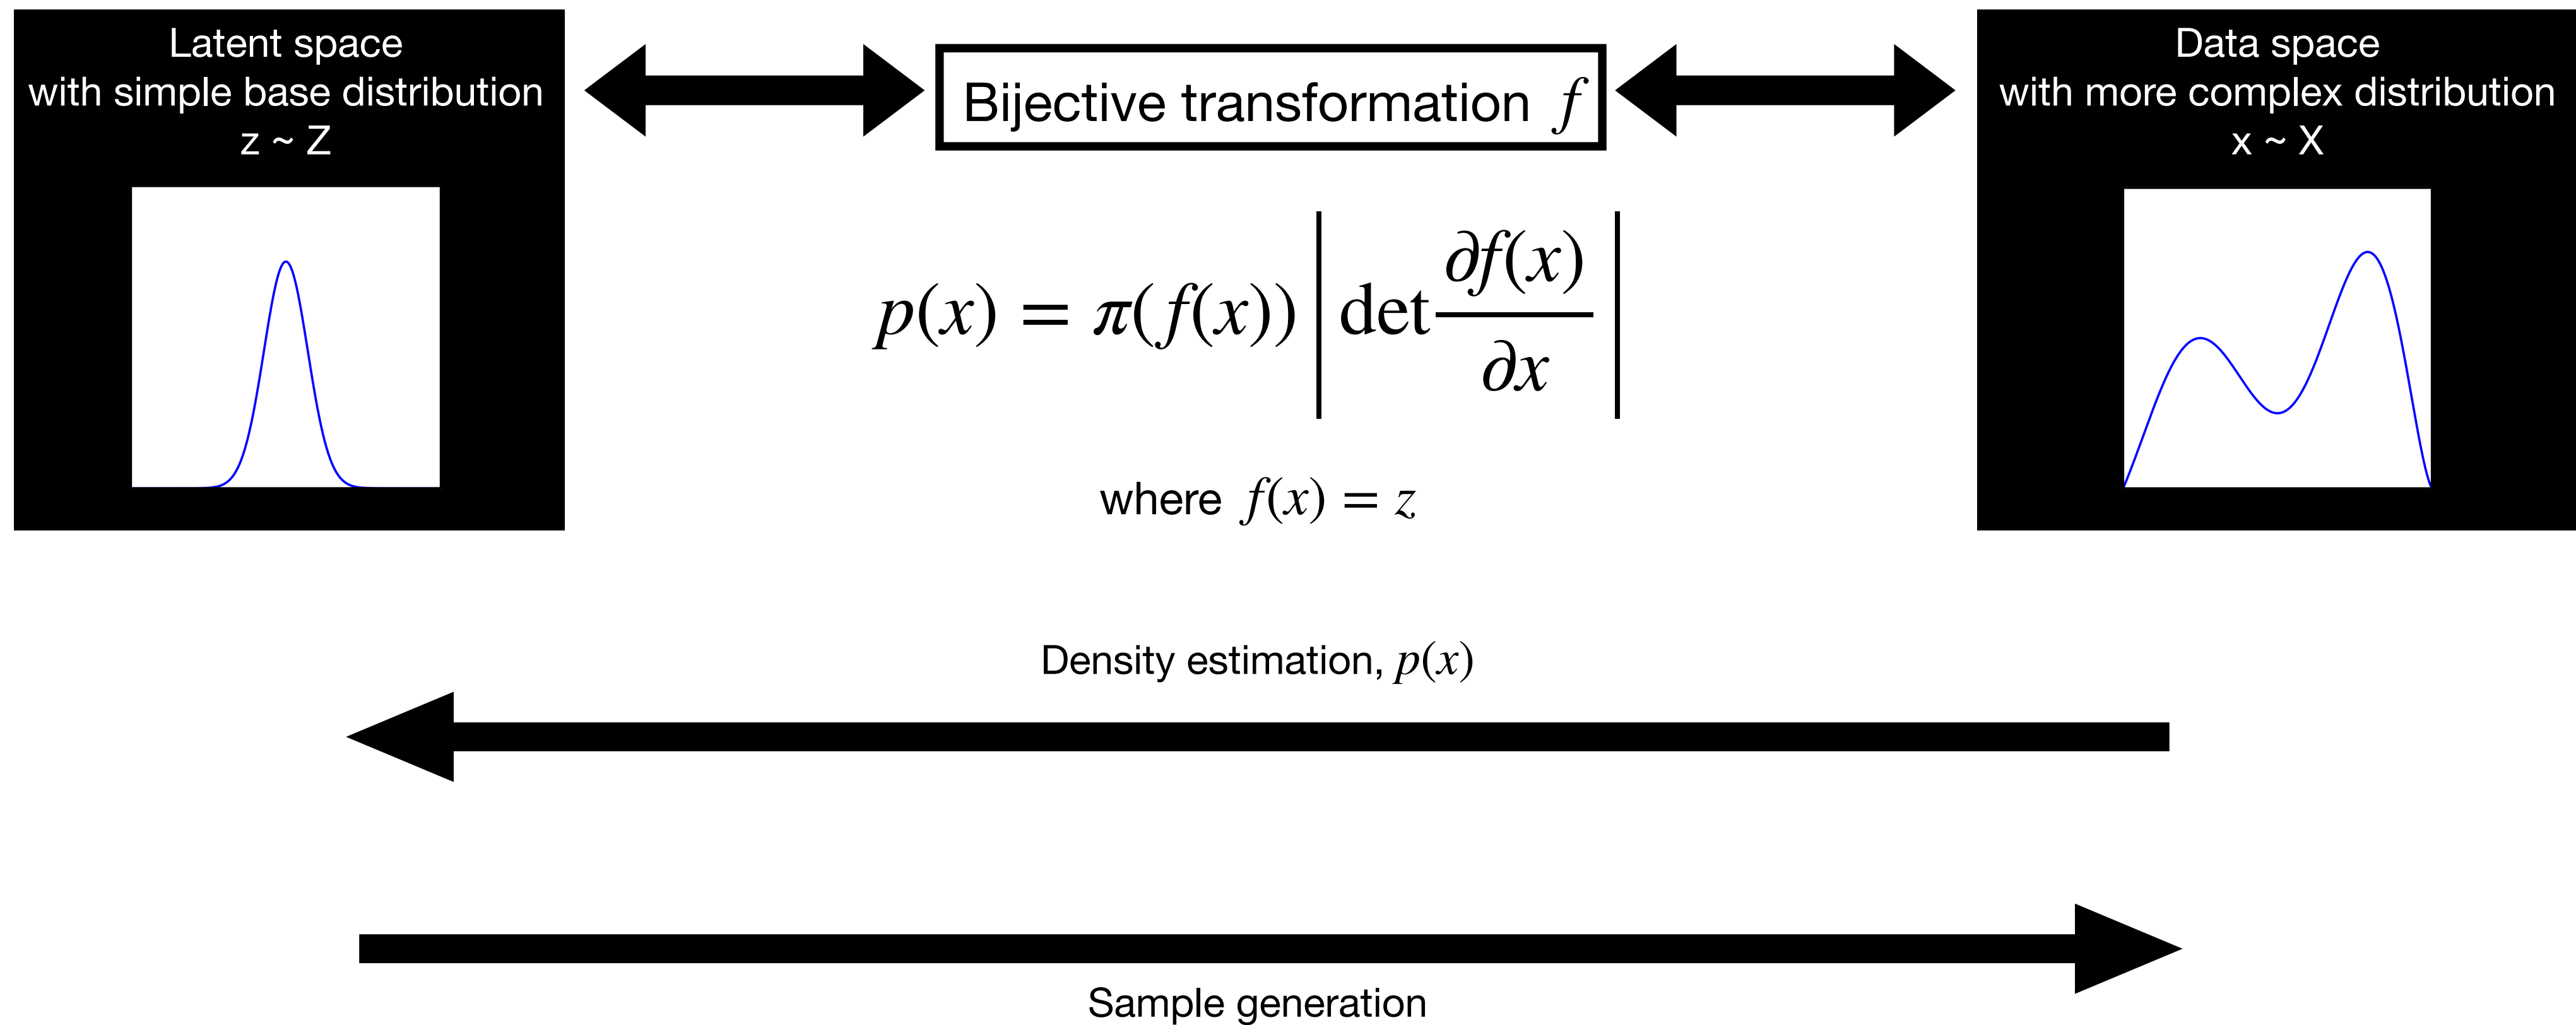 Latent space
with simple base distribution
z ~ Z
Bijective transformation f
Data space
with more complex distribution
x ~ X
p(x) = π(f(x)) | det ∂f(x)/∂x |
where f(x) = z
Density estimation, p(x)
Sample generation